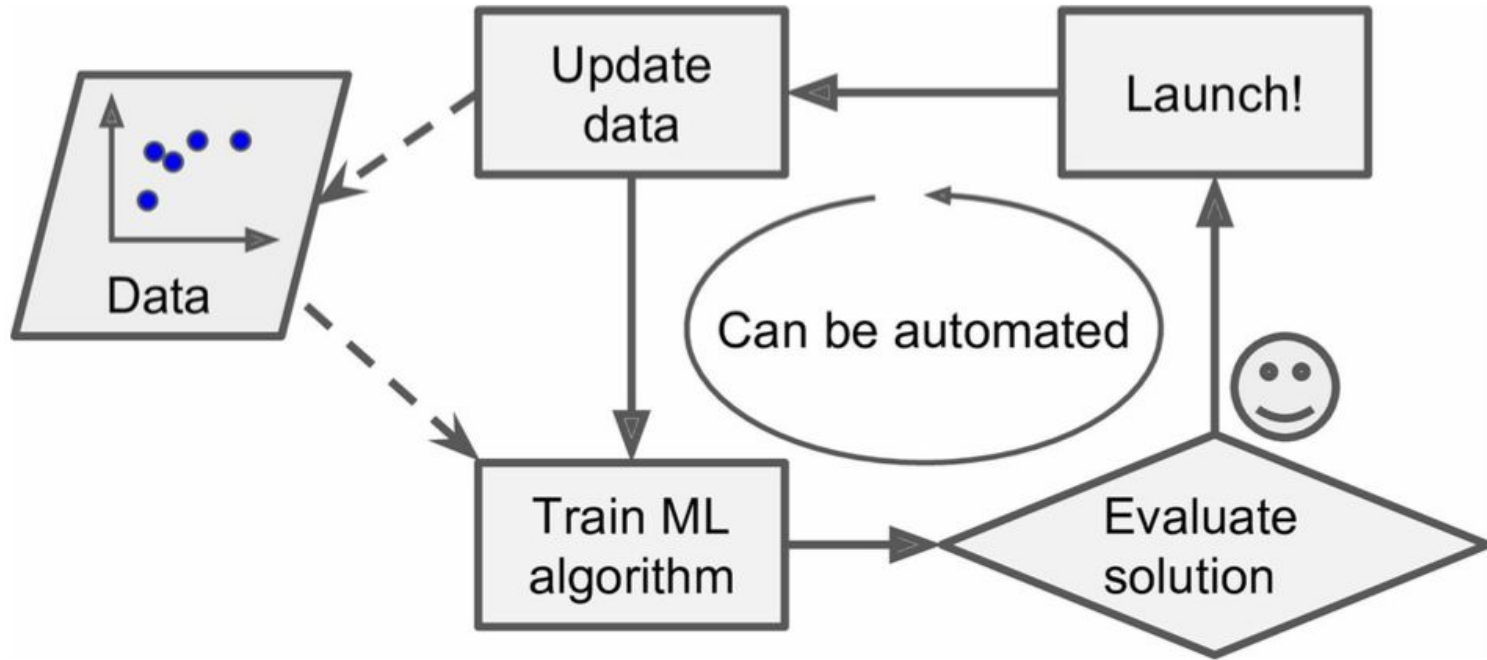 Update
data
Launch!
Data
Can be automated
Train ML
algorithm
Evaluate
solution